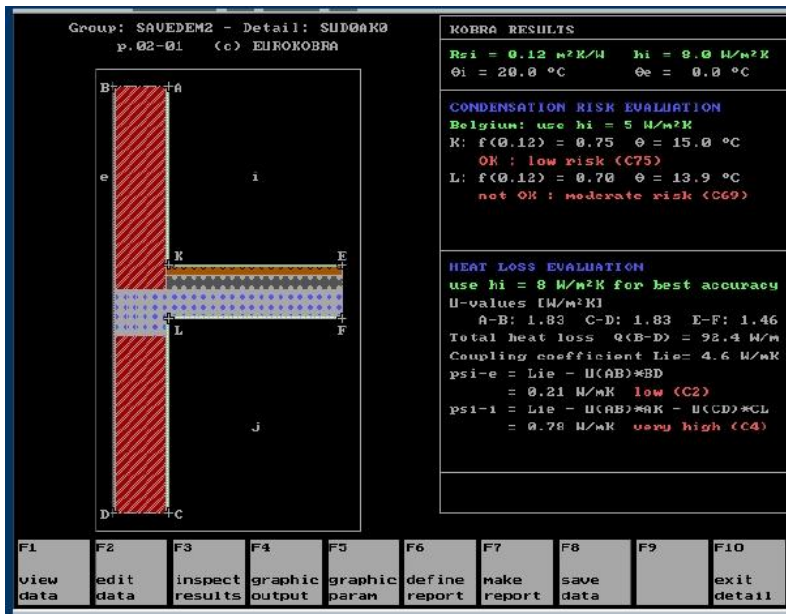 Group: SAVEDEM2 - Detail: SUD0AK0
p.02-01 (c) EUROKOBRA
B
A
e
i
K
E
L
F
j
D
C
KOBRA RESULTS
Rsi = 0.12 m²K/W hi = 8.0 W/m²K
Θi = 20.0 ºC Θe = 0.0 ºC
CONDENSATION RISK EVALUATION
Belgium: use hi = 5 W/m²K
K: f(0.12) = 0.75 Θ = 15.0 ºC
OK : low risk (C75)
L: f(0.12) = 0.70 Θ = 13.9 ºC
not OK : moderate risk (C69)
HEAT LOSS EVALUATION
use hi = 8 W/m²K for best accuracy
U-values [W/m²K]
A-B: 1.83 C-D: 1.83 E-F: 1.46
Total heat loss Q(B-D) = 92.4 W/m
Coupling coefficient Lie= 4.6 W/mK
psi-e = Lie - U(AB)*BD
= 0.21 W/mK low (C2)
psi-i = Lie - U(AB)*AK - U(CD)*CL
= 0.78 W/mK very high (C4)
F1 view data
F2 edit data
F3 inspect results
F4 graphic output
F5 graphic param
F6 define report
F7 make report
F8 save data
F9
F10 exit detail